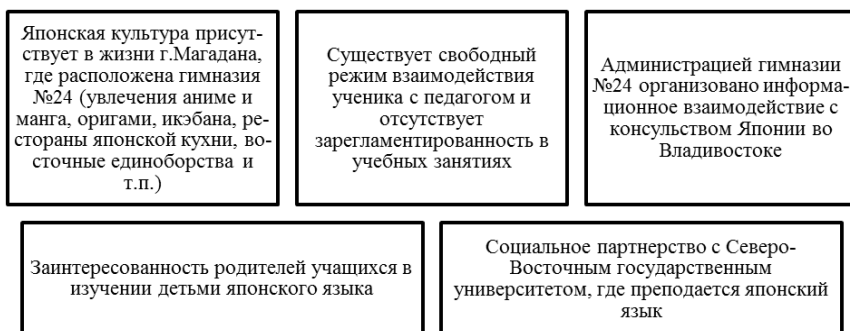 Японская культура присут-
ствует в жизни г.Магадана,
где расположена гимназия
№24 (увлечения аниме и
манга, оригами, икэбана, ре-
стораны японской кухни, во-
сточные единоборства и
т.п.)
Существует свободный
режим взаимодействия
ученика с педагогом и
отсутствует
зарегламентированность в
учебных занятиях
Администрацией гимназии
№24 организовано информа-
ционное взаимодействие с
консульством Японии во
Владивостоке
Заинтересованность родителей учащихся в
изучении детьми японского языка
Социальное партнерство с Северо-
Восточным государственным
университетом, где преподается японский
язык